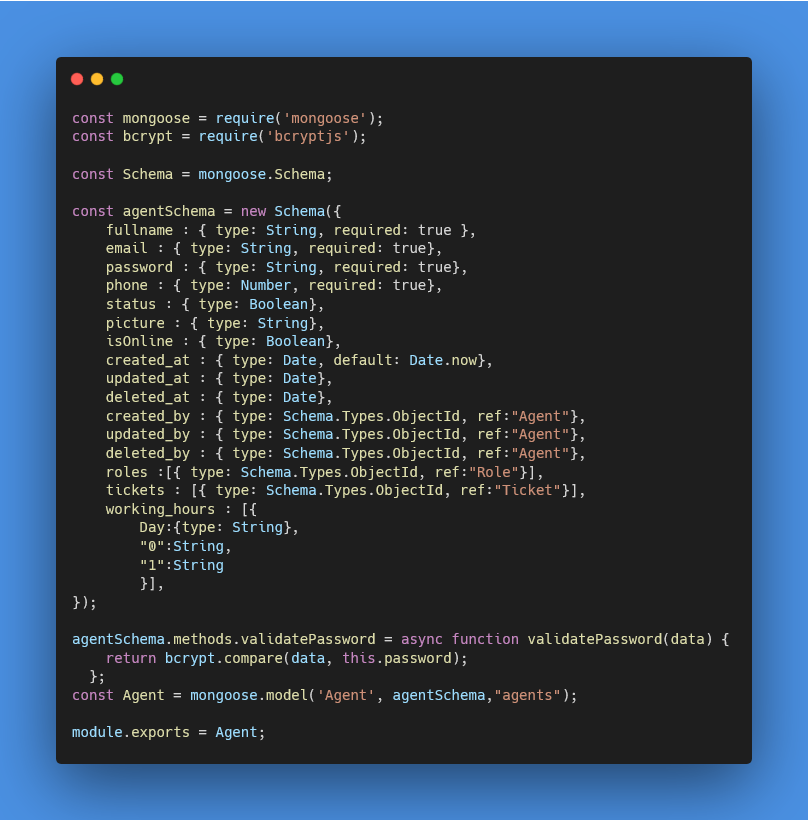 const mongoose = require('mongoose');
const bcrypt = require('bcryptjs');

const Schema = mongoose.Schema;

const agentSchema = new Schema({
    fullname : { type: String, required: true },
    email : { type: String, required: true},
    password : { type: String, required: true},
    phone : { type: Number, required: true},
    status : { type: Boolean},
    picture : { type: String},
    isOnline : { type: Boolean},
    created_at : { type: Date, default: Date.now},
    updated_at : { type: Date},
    deleted_at : { type: Date},
    created_by : { type: Schema.Types.ObjectId, ref:"Agent"},
    updated_by : { type: Schema.Types.ObjectId, ref:"Agent"},
    deleted_by : { type: Schema.Types.ObjectId, ref:"Agent"},
    roles :[{ type: Schema.Types.ObjectId, ref:"Role"}],
    tickets : [{ type: Schema.Types.ObjectId, ref:"Ticket"}],
    working_hours : [{
        Day:{type: String},
        "0":String,
        "1":String
        }],
});

agentSchema.methods.validatePassword = async function validatePassword(data) {
    return bcrypt.compare(data, this.password);
  };
const Agent = mongoose.model('Agent', agentSchema,"agents");

module.exports = Agent;